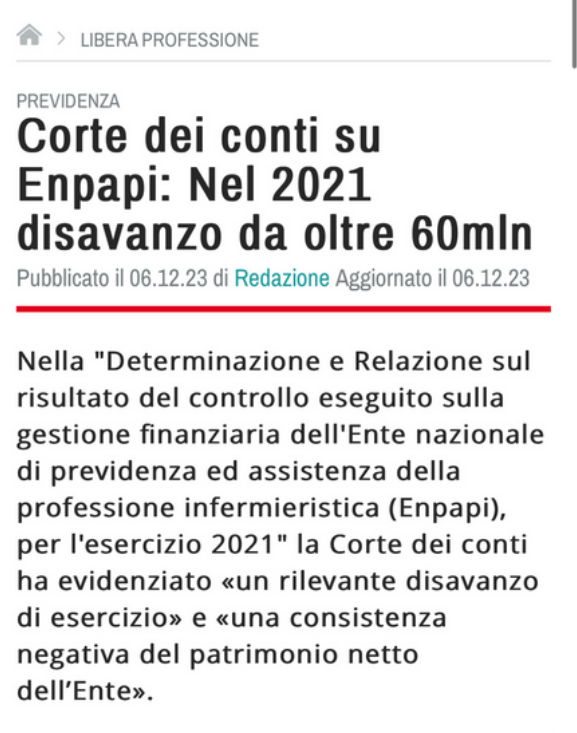 LIBERA PROFESSIONE
PREVIDENZA
Corte dei conti su
Enpapi: Nel 2021
disavanzo da oltre 60mln
Pubblicato il 06.12.23 di Redazione Aggiornato il 06.12.23
Nella "Determinazione e Relazione sul
risultato del controllo eseguito sulla
gestione finanziaria dell'Ente nazionale
di previdenza ed assistenza della
professione infermieristica (Enpapi),
per l'esercizio 2021" la Corte dei conti
ha evidenziato «un rilevante disavanzo
di esercizio» e «una consistenza
negativa del patrimonio netto
dell’Ente».